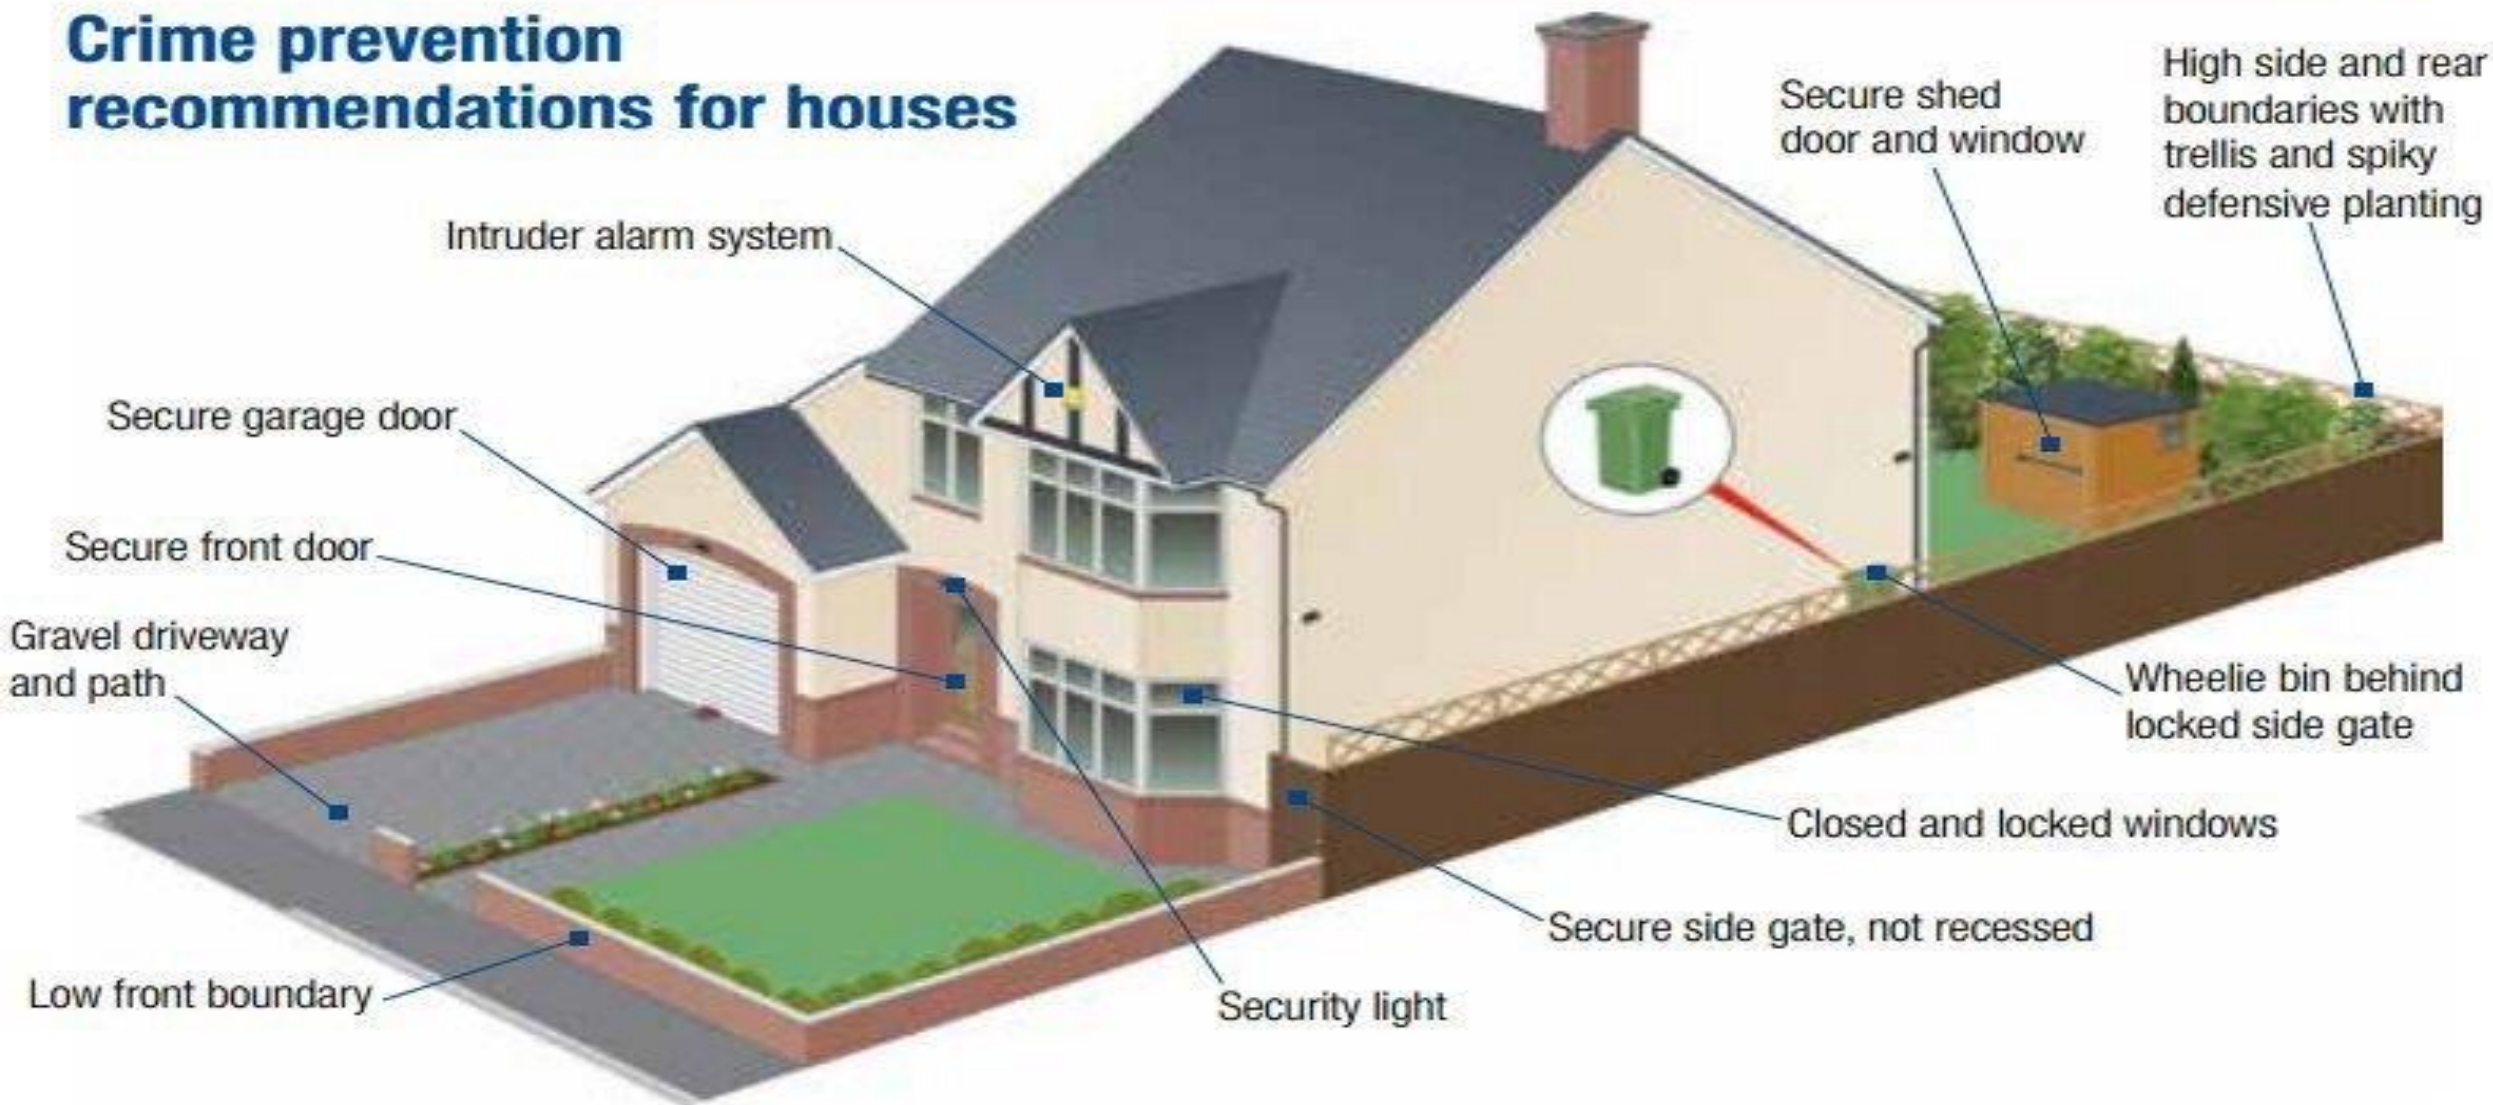 Crime prevention
recommendations for houses
Intruder alarm system
Secure garage door
Secure front door
Gravel driveway
and path
Low front boundary
Secure shed
door and window
High side and rear
boundaries with
trellis and spiky
defensive planting
Wheelie bin behind
locked side gate
Closed and locked windows
Secure side gate, not recessed
Security light